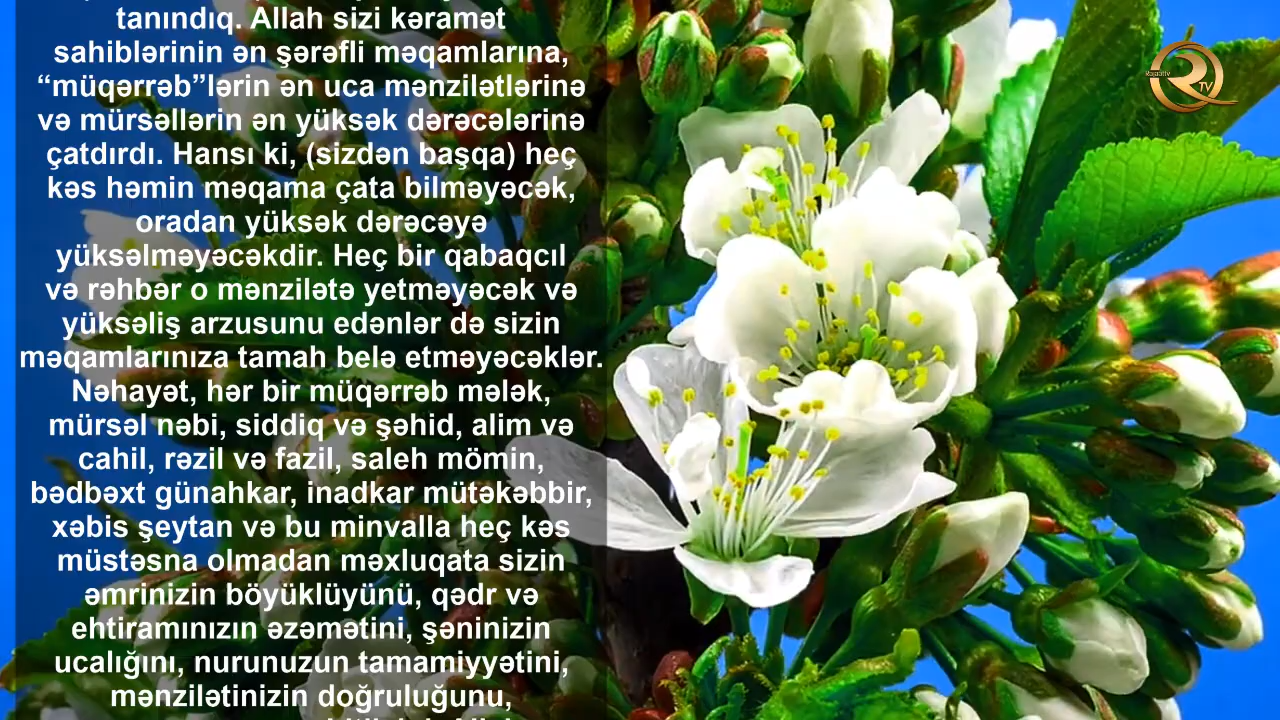 tanındıq. Allah sizi kəramət
sahiblərinin ən şərəfli məqamlarına,
“müqərrəb”lərin ən uca mənzilətlərinə
və mürsəllərin ən yüksək dərəcələrinə
çatdırdı. Hansı ki, (sizdən başqa) heç
kəs həmin məqama çata bilməyəcək,
oradan yüksək dərəcəyə
yüksəlməyəcəkdir. Heç bir qabaqcıl
və rəhbər o mənzilətə yetməyəcək və
yüksəliş arzusunu edənlər də sizin
məqamlarınıza tamah belə etməyəcəklər.
Nəhayət, hər bir müqərrəb mələk,
mürsəl nəbi, siddiq və şəhid, alim və
cahil, rəzil və fazil, saleh mömin,
bədbəxt günahkar, inadkar mütəkəbbir,
xəbis şeytan və bu minvalla heç kəs
müstəsna olmadan məxluqata sizin
əmrinizin böyüklüyünü, qədr və
ehtiramınızın əzəmətini, şəninizin
ucalığını, nurunuzun tamamiyyətini,
mənzilətinizin doğruluğunu,
TV